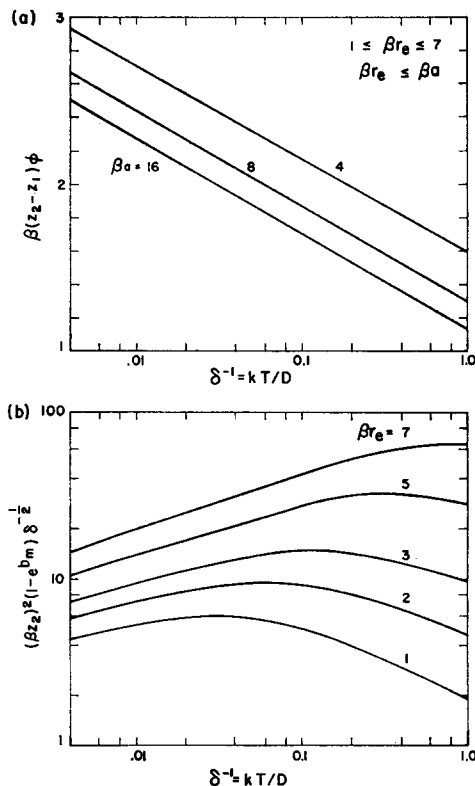 (a)
3
2
1
β(z₂-z₁)φ
1 ≤ βrₑ ≤ 7
βrₑ ≤ βa
βa = 16
8
4
.01
0.1
1.0
δ⁻¹ = kT/D
(b)
100
10
1
(βz₂)²(1-e^bm) δ^-½
βrₑ = 7
5
3
2
1
.01
0.1
1.0
δ⁻¹ = kT/D